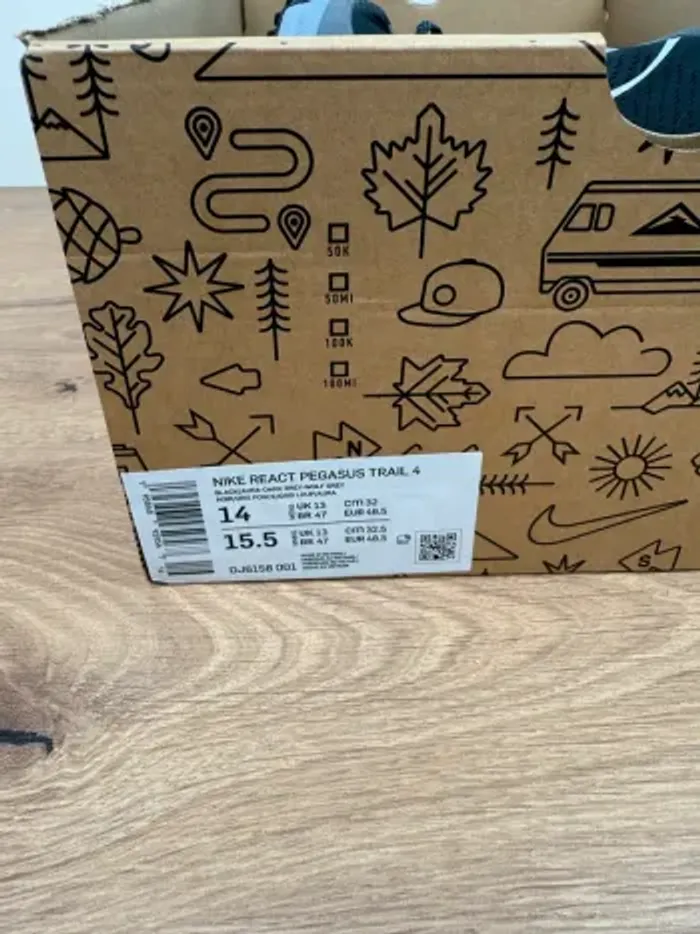 50K
50MI
100K
100MI
N
NIKE REACT PEGASUS TRAIL 4
14 UK 13 CM 32
BR 47 EUR 48.5
15.5 UK 13 CM 32.5
BR 47 EUR 48.5
DJ6158 001
S